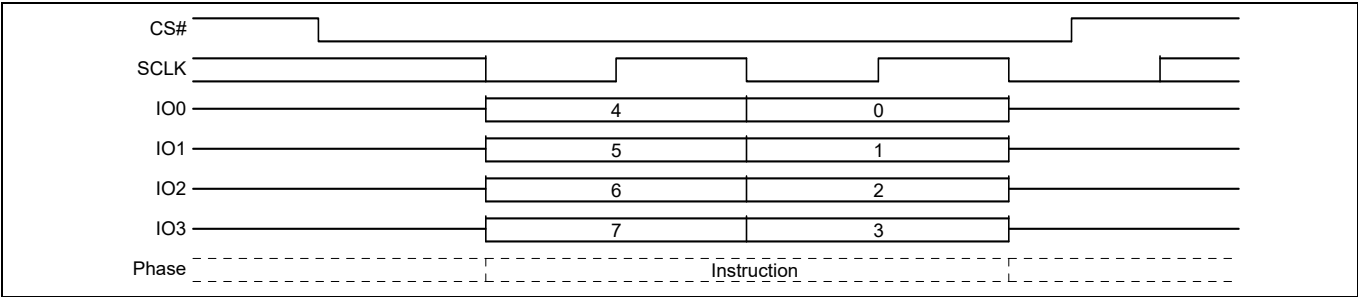 CS#
SCLK
IO0 4 0
IO1 5 1
IO2 6 2
IO3 7 3
Phase Instruction